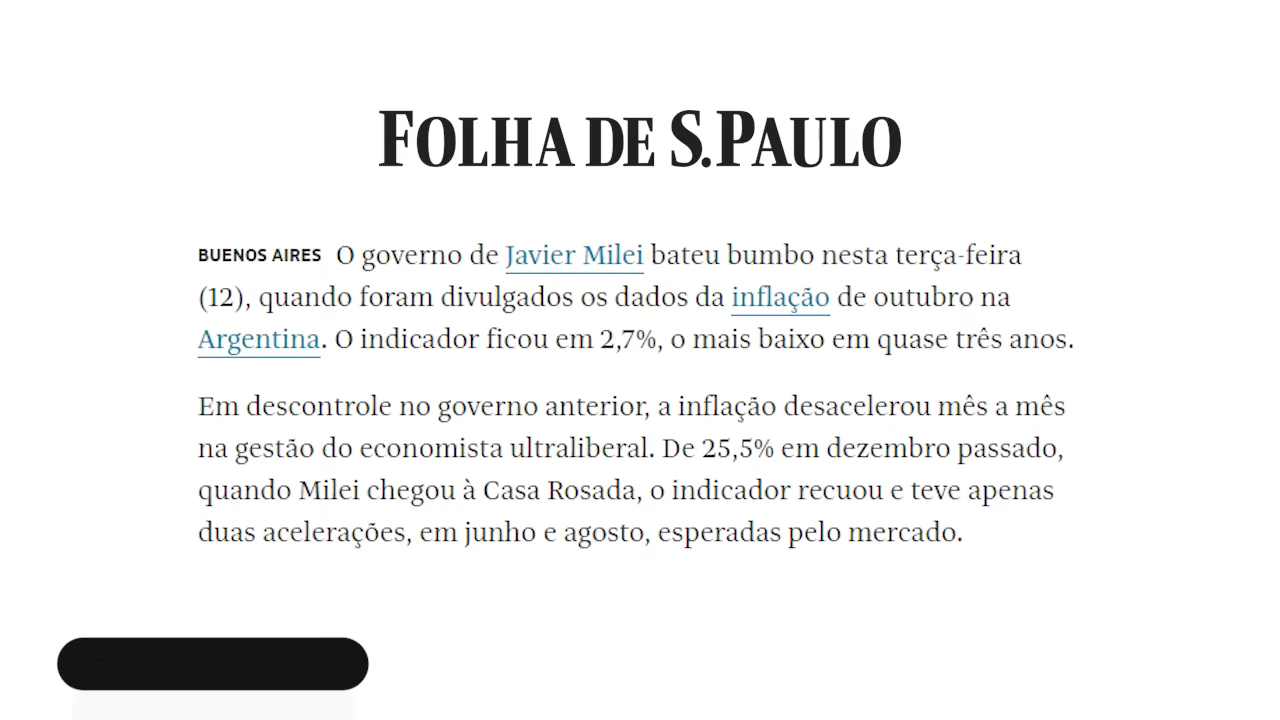 FOLHA DE S.PAULO
BUENOS AIRES O governo de Javier Milei bateu bumbo nesta terça-feira
(12), quando foram divulgados os dados da inflação de outubro na
Argentina. O indicador ficou em 2,7%, o mais baixo em quase três anos.
Em descontrole no governo anterior, a inflação desacelerou mês a mês
na gestão do economista ultraliberal. De 25,5% em dezembro passado,
quando Milei chegou à Casa Rosada, o indicador recuou e teve apenas
duas acelerações, em junho e agosto, esperadas pelo mercado.